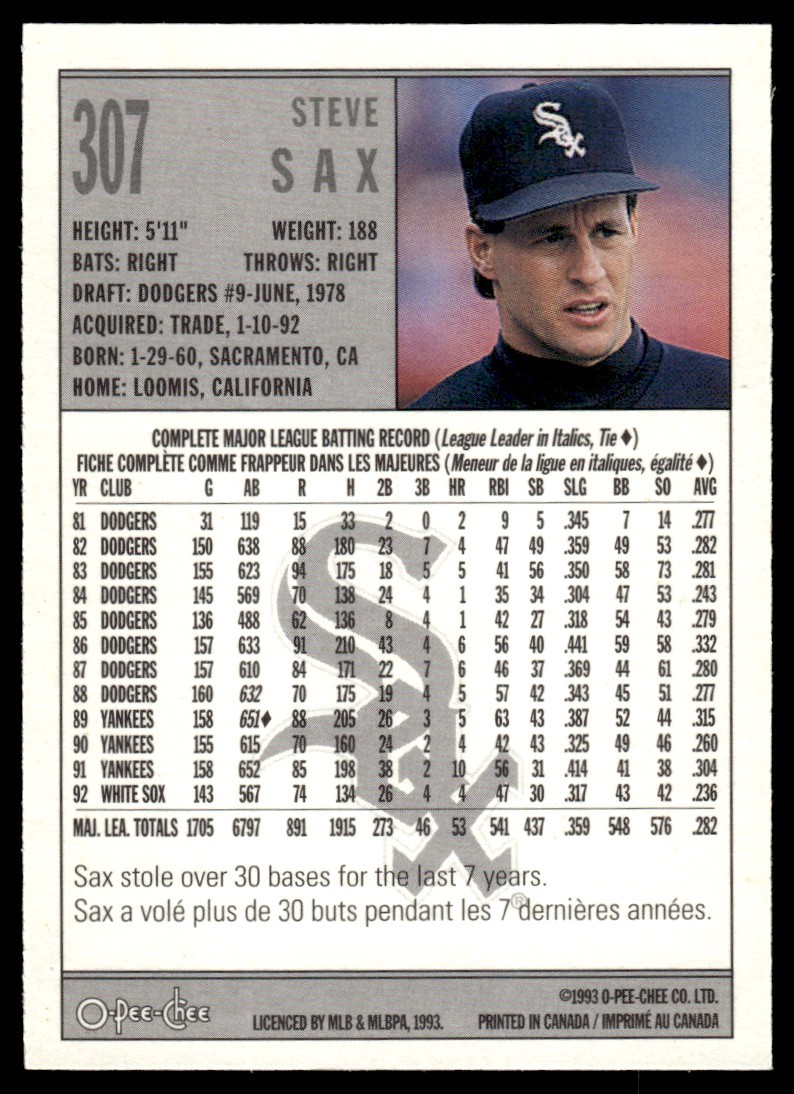 307
STEVE
SAX
HEIGHT: 5'11" WEIGHT: 188
BATS: RIGHT THROWS: RIGHT
DRAFT: DODGERS #9-JUNE, 1978
ACQUIRED: TRADE, 1-10-92
BORN: 1-29-60, SACRAMENTO, CA
HOME: LOOMIS, CALIFORNIA
Sox
COMPLETE MAJOR LEAGUE BATTING RECORD (League Leader in Italics, Tie ♦)
FICHE COMPLÈTE COMME FRAPPEUR DANS LES MAJEURES (Meneur de la ligue en italiques, égalité ♦)
YR CLUB G AB R H 2B 3B HR RBI SB SLG BB SO AVG
81 DODGERS 31 119 15 33 2 0 2 9 5 .345 7 14 .277
82 DODGERS 150 638 88 180 23 7 4 47 49 .359 49 53 .282
83 DODGERS 155 623 94 175 18 5 5 41 56 .350 58 73 .281
84 DODGERS 145 569 70 138 24 4 1 35 34 .304 47 53 .243
85 DODGERS 136 488 62 136 8 4 1 42 27 .318 54 43 .279
86 DODGERS 157 633 91 210 43 4 6 56 40 .441 59 58 .332
87 DODGERS 157 610 84 171 22 7 6 46 37 .369 44 61 .280
88 DODGERS 160 632 70 175 19 4 5 57 42 .343 45 51 .277
89 YANKEES 158 651♦ 88 205 26 3 5 63 43 .387 52 44 .315
90 YANKEES 155 615 70 160 24 2 4 42 43 .325 49 46 .260
91 YANKEES 158 652 85 198 38 2 10 56 31 .414 41 38 .304
92 WHITE SOX 143 567 74 134 26 4 4 47 30 .317 43 42 .236
MAJ. LEA. TOTALS 1705 6797 891 1915 273 46 53 541 437 .359 548 576 .282
Sox
Sax stole over 30 bases for the last 7 years.
®
Sax a volé plus de 30 buts pendant les 7 dernières années.
O-Pee-Chee
©1993 O-PEE-CHEE CO. LTD.
LICENCED BY MLB & MLBPA, 1993. PRINTED IN CANADA / IMPRIMÉ AU CANADA